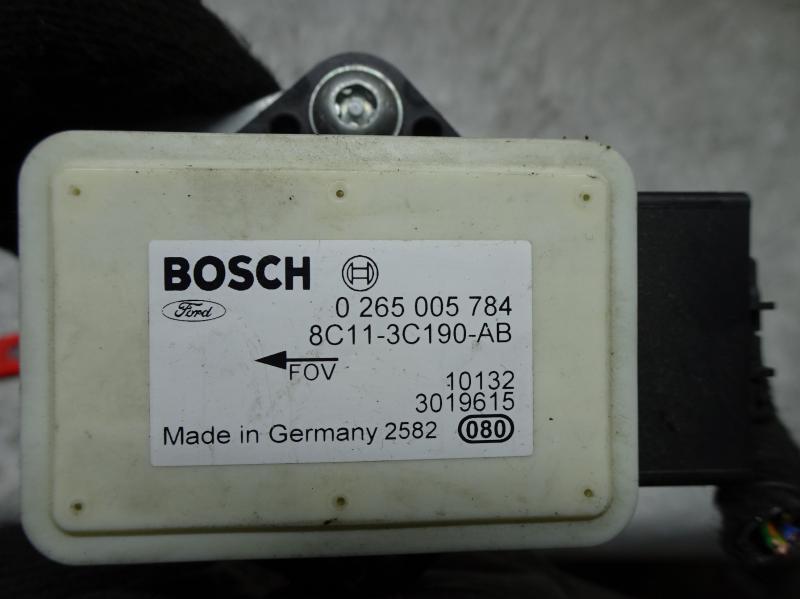 BOSCH
Ford
0 265 005 784
8C11-3C190-AB
FOV
10132
3019615
Made in Germany 2582 080